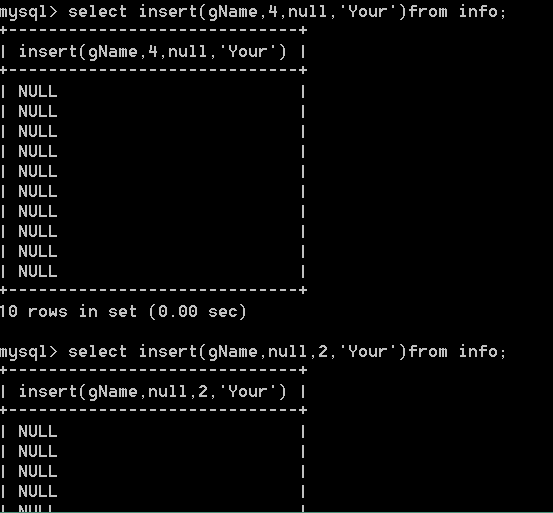 mysql> select insert(gName,4,null,'Your')from info;
+-----------------------------+
| insert(gName,4,null,'Your') |
+-----------------------------+
| NULL                        |
| NULL                        |
| NULL                        |
| NULL                        |
| NULL                        |
| NULL                        |
| NULL                        |
| NULL                        |
| NULL                        |
| NULL                        |
+-----------------------------+
10 rows in set (0.00 sec)
mysql> select insert(gName,null,2,'Your')from info;
+-----------------------------+
| insert(gName,null,2,'Your') |
+-----------------------------+
| NULL                        |
| NULL                        |
| NULL                        |
| NULL                        |
| NULL                        |